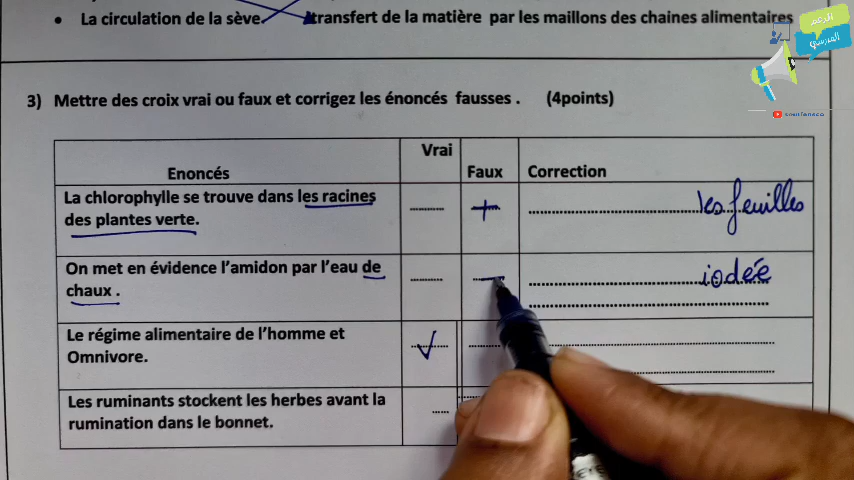 • La circulation de la sève. transfert de la matière par les maillons des chaines alimentaires
الدعم
المدرسي
3) Mettre des croix vrai ou faux et corrigez les énoncés fausses . (4points)
Enoncés Vrai Faux Correction
La chlorophylle se trouve dans les racines
des plantes verte. + les feuilles
On met en évidence l'amidon par l'eau de
chaux . iodée
Le régime alimentaire de l'homme et
Omnivore.
Les ruminants stockent les herbes avant la
rumination dans le bonnet.